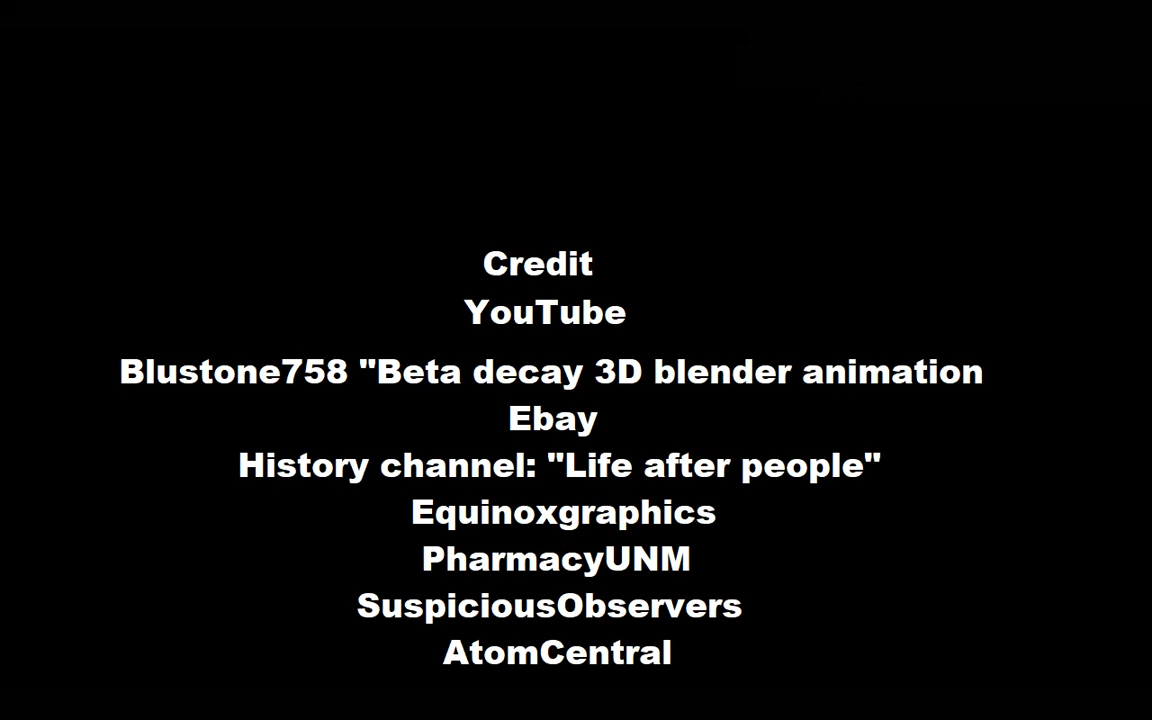 Credit
YouTube
Blustone758 "Beta decay 3D blender animation
Ebay
History channel: "Life after people"
Equinoxgraphics
PharmacyUNM
SuspiciousObservers
AtomCentral